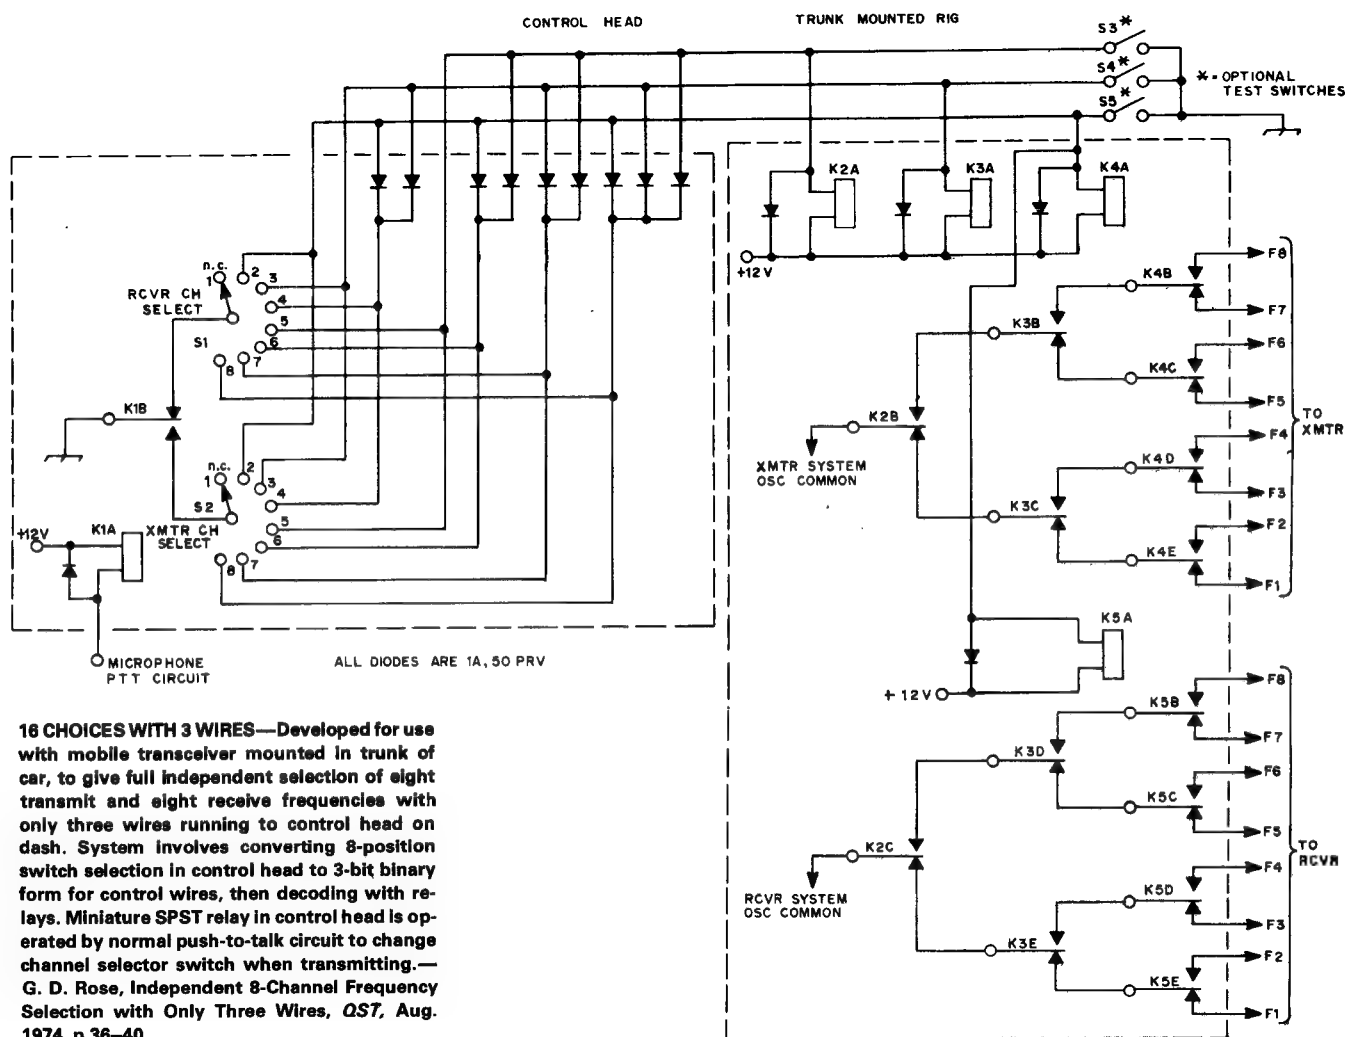 CONTROL HEAD
TRUNK MOUNTED RIG
S3*
S4*
S5*
* = OPTIONAL
TEST SWITCHES
K2A
K3A
K4A
+12V
n.c.
1
2
3
4
5
6
7
8
RCVR CH
SELECT
S1
K1B
n.c.
1
2
3
4
5
6
7
8
S2
XMTR CH
SELECT
+12V
K1A
MICROPHONE
PTT CIRCUIT
ALL DIODES ARE 1A, 50 PRV
K2B
XMTR SYSTEM
OSC COMMON
K3B
K3C
K4B
K4C
K4D
K4E
F8
F7
F6
F5
F4
F3
F2
F1
TO
XMTR
K5A
+12V
K2C
RCVR SYSTEM
OSC COMMON
K3D
K3E
K5B
K5C
K5D
K5E
F8
F7
F6
F5
F4
F3
F2
F1
TO
RCVR
16 CHOICES WITH 3 WIRES—Developed for use
with mobile transceiver mounted in trunk of
car, to give full independent selection of eight
transmit and eight receive frequencies with
only three wires running to control head on
dash. System involves converting 8-position
switch selection in control head to 3-bit binary
form for control wires, then decoding with re-
lays. Miniature SPST relay in control head is op-
erated by normal push-to-talk circuit to change
channel selector switch when transmitting.—
G. D. Rose, Independent 8-Channel Frequency
Selection with Only Three Wires, QST, Aug.
1974, p 36–40.